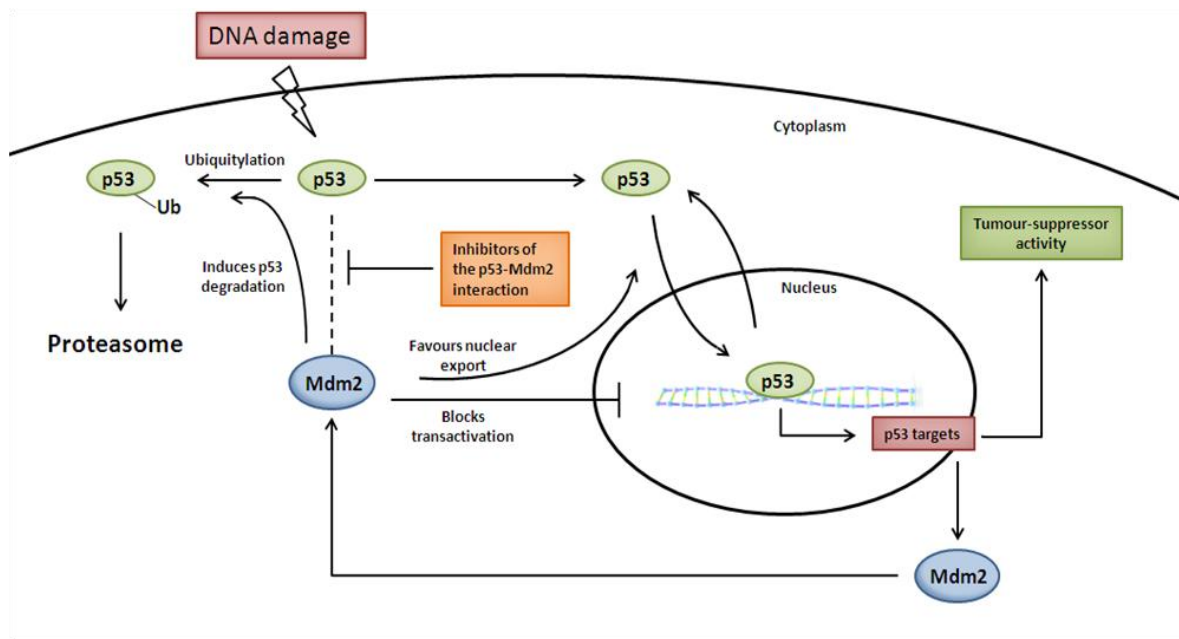 DNA damage
Cytoplasm
Ubiquitylation
p53
p53
p53
Ub
Tumour-suppressor
activity
Inhibitors of
the p53-Mdm2
interaction
Induces p53
degradation
Nucleus
Proteasome
Favours nuclear
export
Mdm2
p53
Blocks
transactivation
p53 targets
Mdm2